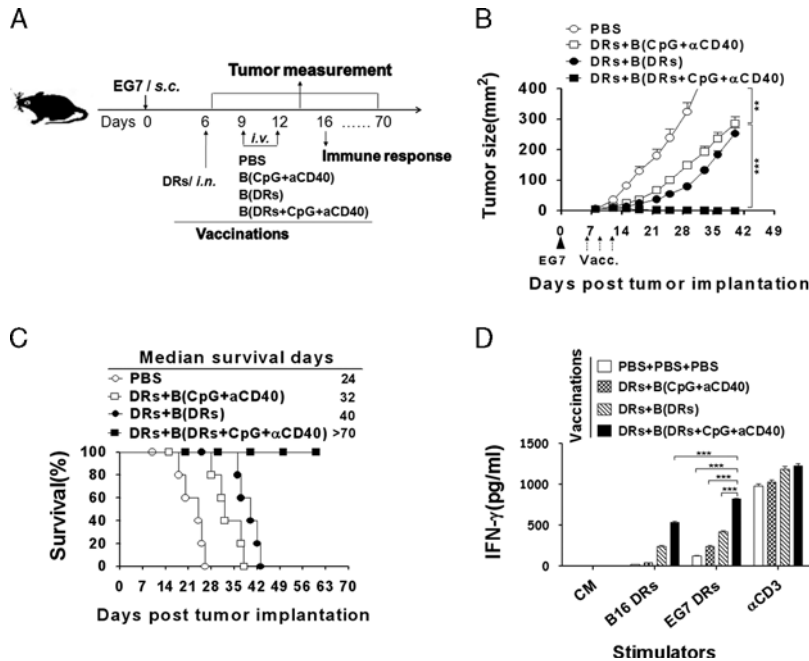 A
EG7 / s.c.
Tumor measurement
Days 0 6 9 12 16 ...... 70
i.v.
DRs/ i.n.
PBS
B(CpG+aCD40)
B(DRs)
B(DRs+CpG+aCD40)
Immune response
Vaccinations
B
PBS
DRs+B(CpG+αCD40)
DRs+B(DRs)
DRs+B(DRs+CpG+αCD40)
Tumor size(mm²)
400
300
200
100
0
**
***
0 7 14 21 28 35 42 49
EG7 Vacc.
Days post tumor implantation
C
Median survival days
PBS 24
DRs+B(CpG+aCD40) 32
DRs+B(DRs) 40
DRs+B(DRs+CpG+αCD40) >70
Survival(%)
100
80
60
40
20
0
0 7 14 21 28 35 42 49 56 63 70
Days post tumor implantation
D
Vaccinations
PBS+PBS+PBS
DRs+B(CpG+aCD40)
DRs+B(DRs)
DRs+B(DRs+CpG+aCD40)
IFN-γ(pg/ml)
1500
1000
500
0
***
***
***
***
CM
B16 DRs
EG7 DRs
αCD3
Stimulators